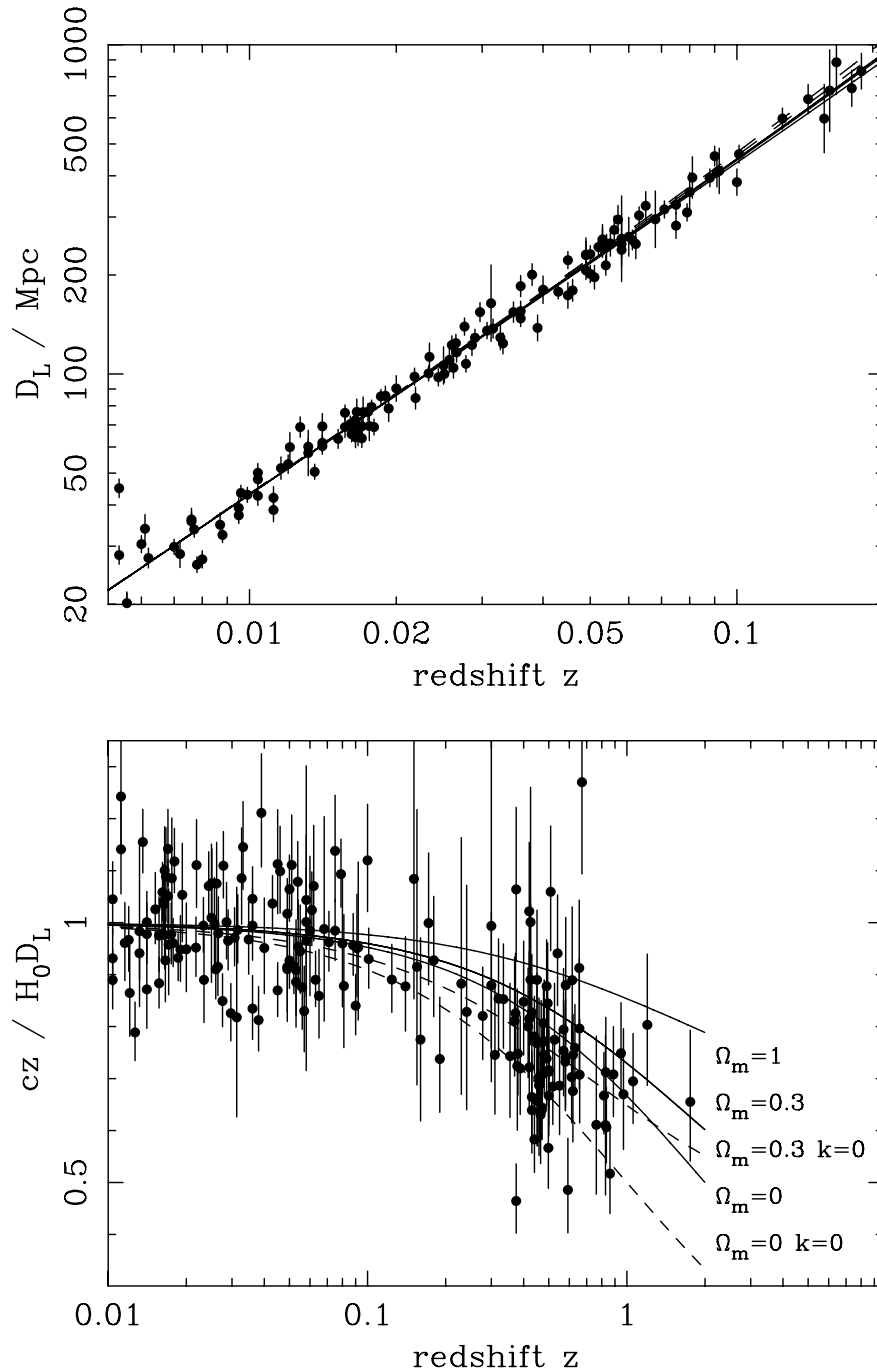 1000
500
200
100
50
20
D_L / Mpc
0.01 0.02 0.05 0.1
redshift z
1
0.5
cz / H_0D_L
Ω_m=1
Ω_m=0.3
Ω_m=0.3 k=0
Ω_m=0
Ω_m=0 k=0
0.01 0.1 1
redshift z